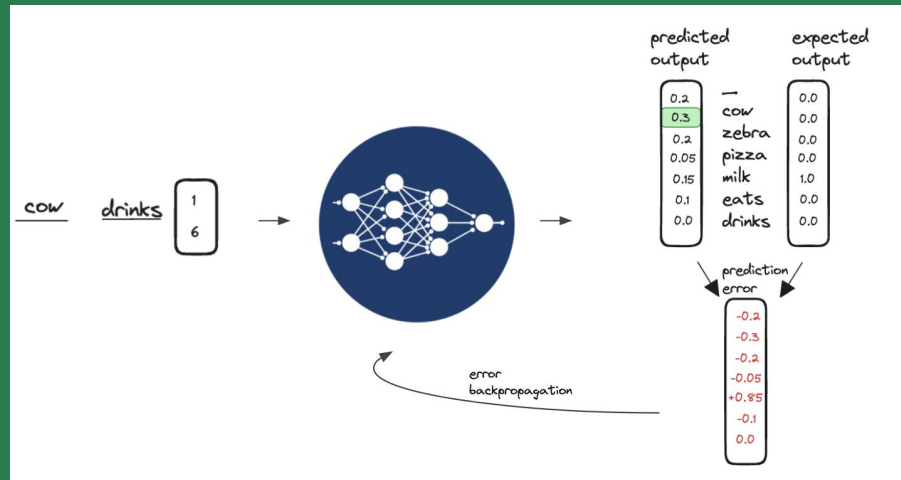 predicted output
expected output
0.2 — 0.0
0.3 cow 0.0
0.2 zebra 0.0
0.05 pizza 0.0
0.15 milk 1.0
0.1 eats 0.0
0.0 drinks 0.0
cow drinks
1
6
prediction
error
-0.2
-0.3
-0.2
-0.05
+0.85
-0.1
0.0
error
backpropagation